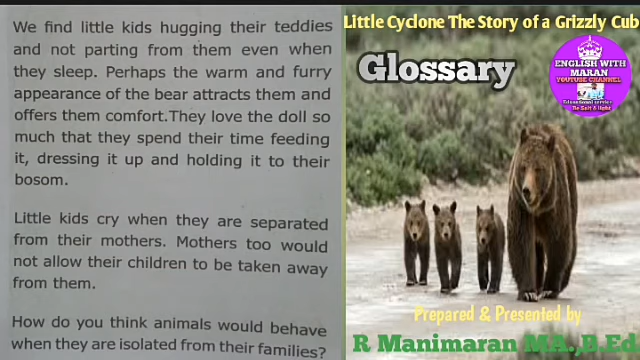 We find little kids hugging their teddies
and not parting from them even when
they sleep. Perhaps the warm and furry
appearance of the bear attracts them and
offers them comfort.They love the doll so
much that they spend their time feeding
it, dressing it up and holding it to their
bosom.
Little kids cry when they are separated
from their mothers. Mothers too would
not allow their children to be taken away
from them.
How do you think animals would behave
when they are isolated from their families?
Little Cyclone The Story of a Grizzly Cub
Glossary
ENGLISH WITH
MARAN
YOUTUBE CHANNEL
Educational service
Prepared & Presented by
R Manimaran MA.,B.Ed